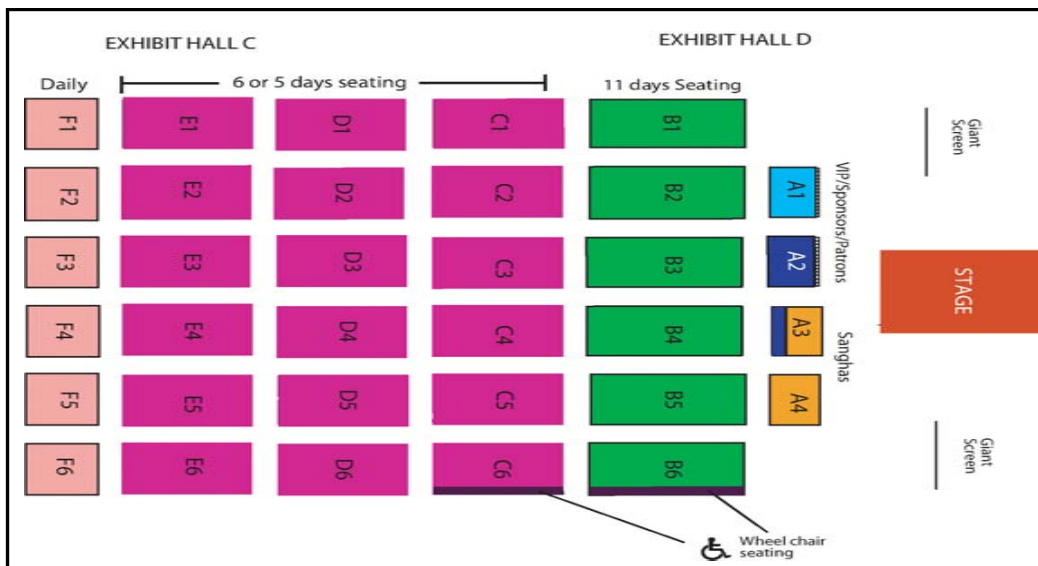 EXHIBIT HALL C
EXHIBIT HALL D
Daily
6 or 5 days seating
11 days Seating
F1
E1
D1
C1
B1
Giant
Screen
F2
E2
D2
C2
B2
A1
VIP/Sponsors/Patrons
F3
E3
D3
C3
B3
A2
STAGE
F4
E4
D4
C4
B4
A3
Sanghas
F5
E5
D5
C5
B5
A4
Giant
Screen
F6
E6
D6
C6
B6
Wheel chair
seating